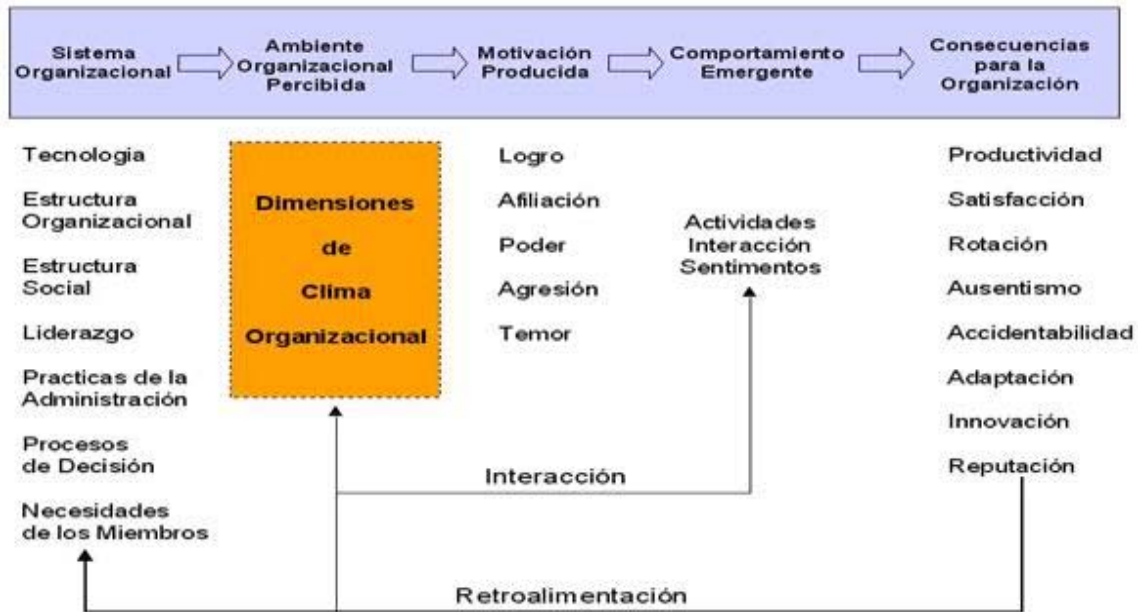 Sistema
Organizacional
Ambiente
Organizacional
Percibida
Motivación
Producida
Comportamiento
Emergente
Consecuencias
para la
Organización
Tecnologia
Estructura
Organizacional
Estructura
Social
Liderazgo
Practicas de la
Administración
Procesos
de Decisión
Necesidades
de los Miembros
Dimensiones
de
Clima
Organizacional
Logro
Afiliación
Poder
Agresión
Temor
Actividades
Interacción
Sentimentos
Productividad
Satisfacción
Rotación
Ausentismo
Accidentabilidad
Adaptación
Innovación
Reputación
Interacción
Retroalimentación